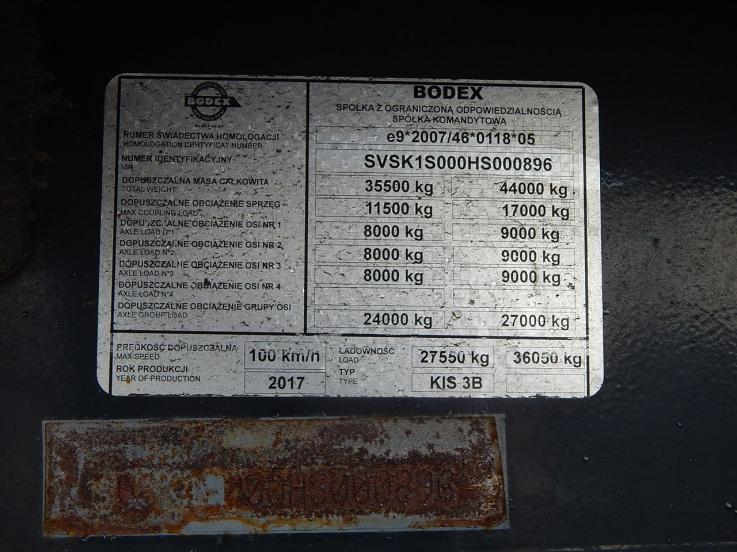 BODEX
BODEX
SPÓŁKA Z OGRANICZONĄ ODPOWIEDZIALNOŚCIĄ
SPÓŁKA KOMANDYTOWA
NUMER ŚWIADECTWA HOMOLOGACJI
HOMOLOGATION CERTIFICAT NUMBER
e9*2007/46*0118*05
NUMER IDENTYFIKACYJNY
VIN
SVSK1S000HS000896
DOPUSZCZALNA MASA CAŁKOWITA
TOTAL WEIGHT
35500 kg 44000 kg
DOPUSZCZALNE OBCIĄŻENIE SPRZĘG
MAX COUPLING LOAD
11500 kg 17000 kg
DOPUSZCZALNE OBCIĄŻENIE OSI NR 1
AXLE LOAD N°1
8000 kg 9000 kg
DOPUSZCZALNE OBCIĄŻENIE OSI NR 2
AXLE LOAD N°2
8000 kg 9000 kg
DOPUSZCZALNE OBCIĄŻENIE OSI NR 3
AXLE LOAD N°3
8000 kg 9000 kg
DOPUSZCZALNE OBCIĄŻENIE OSI NR 4
AXLE LOAD N°4
DOPUSZCZALNE OBCIĄŻENIE GRUPY OSI
AXLE GROUP LOAD
24000 kg 27000 kg
PRĘDKOŚĆ DOPUSZCZALNA
MAX SPEED
100 km/h
ŁADOWNOŚĆ
LOAD
27550 kg 36050 kg
ROK PRODUKCJI
YEAR OF PRODUCTION
2017
TYP
TYPE
KIS 3B
00HS000896